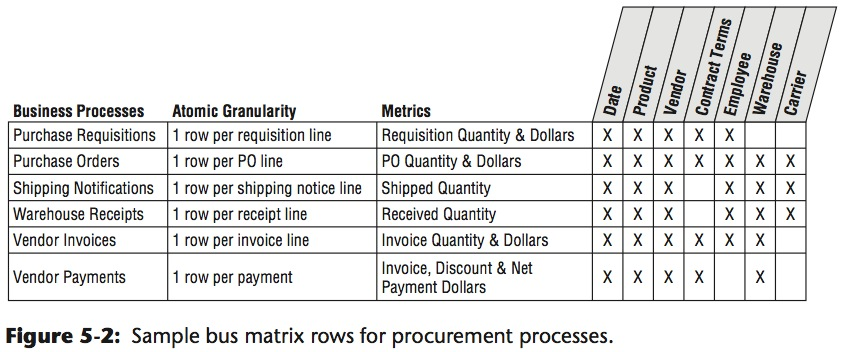 Date Product Vendor Contract Terms Employee Warehouse Carrier
Business Processes Atomic Granularity Metrics
Purchase Requisitions 1 row per requisition line Requisition Quantity & Dollars X X X X X
Purchase Orders 1 row per PO line PO Quantity & Dollars X X X X X X X
Shipping Notifications 1 row per shipping notice line Shipped Quantity X X X X X X
Warehouse Receipts 1 row per receipt line Received Quantity X X X X X X
Vendor Invoices 1 row per invoice line Invoice Quantity & Dollars X X X X X X
Vendor Payments 1 row per payment Invoice, Discount & Net
Payment Dollars X X X X X
Figure 5-2: Sample bus matrix rows for procurement processes.